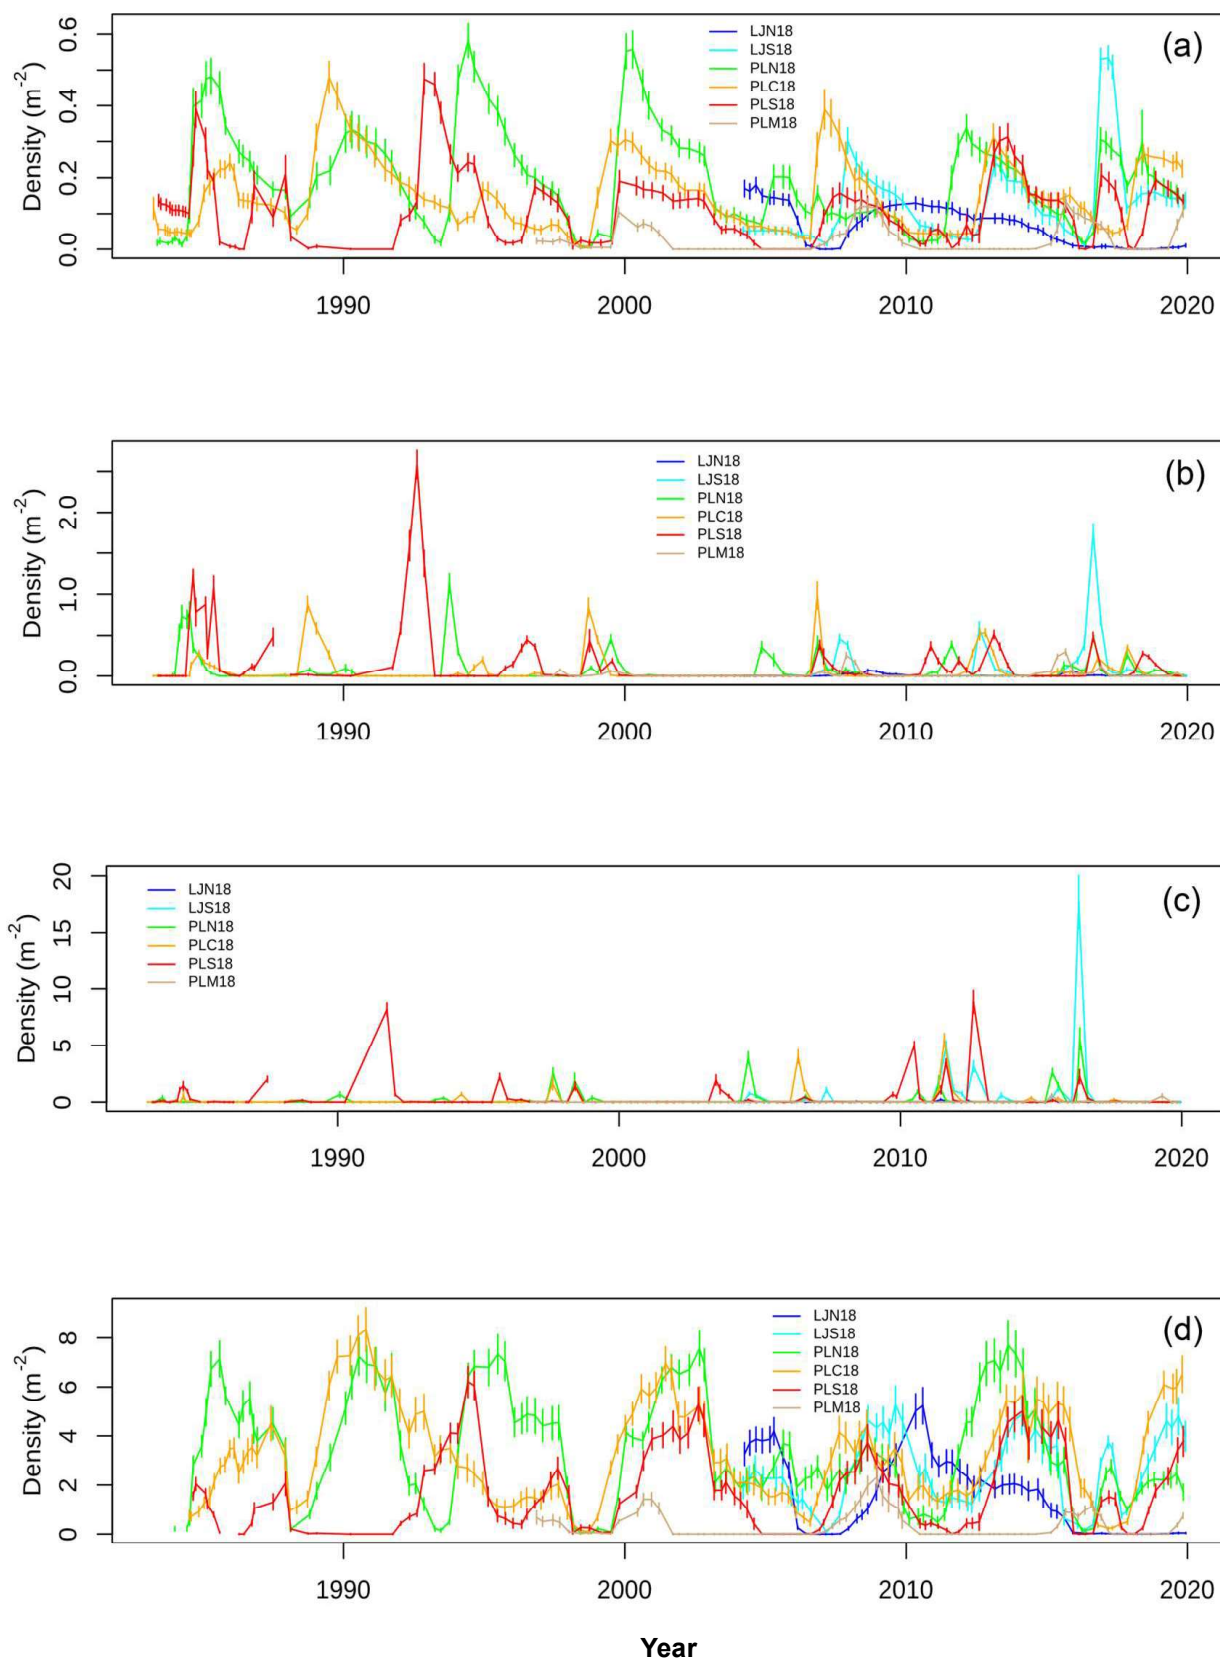 (a)
Density (m-2)
0.0 0.2 0.4 0.6
LJN18
LJS18
PLN18
PLC18
PLS18
PLM18
1990 2000 2010 2020
(b)
Density (m-2)
0.0 1.0 2.0
LJN18
LJS18
PLN18
PLC18
PLS18
PLM18
1990 2000 2010 2020
(c)
Density (m-2)
0 5 10 15 20
LJN18
LJS18
PLN18
PLC18
PLS18
PLM18
1990 2000 2010 2020
(d)
Density (m-2)
0 2 4 6 8
LJN18
LJS18
PLN18
PLC18
PLS18
PLM18
1990 2000 2010 2020
Year